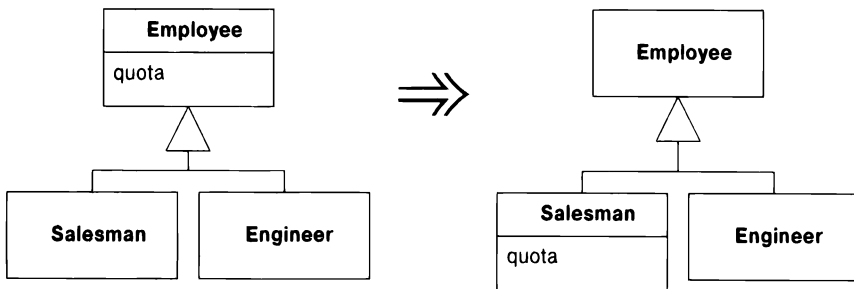 Employee
quota
Salesman
Engineer
Employee
Salesman
quota
Engineer